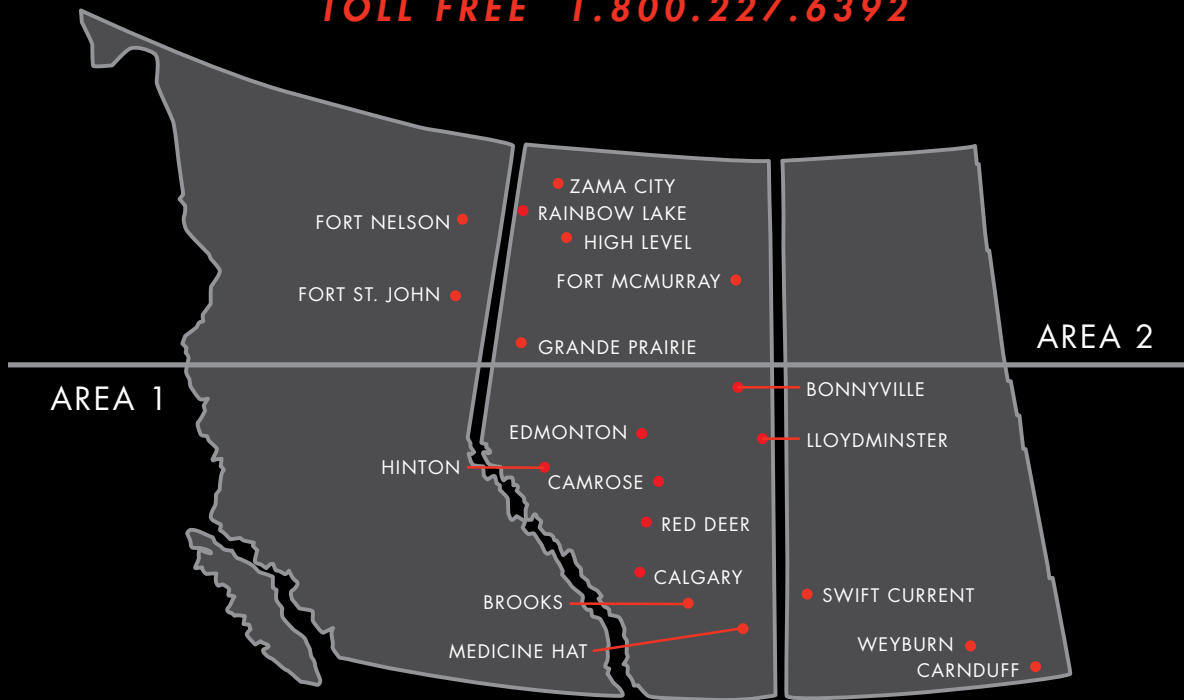 TOLL FREE 1.800.227.6392
ZAMA CITY
RAINBOW LAKE
FORT NELSON
HIGH LEVEL
FORT MCMURRAY
FORT ST. JOHN
AREA 2
GRANDE PRAIRIE
AREA 1
BONNYVILLE
EDMONTON
LLOYDMINSTER
HINTON
CAMROSE
RED DEER
CALGARY
SWIFT CURRENT
BROOKS
WEYBURN
MEDICINE HAT
CARNDUFF